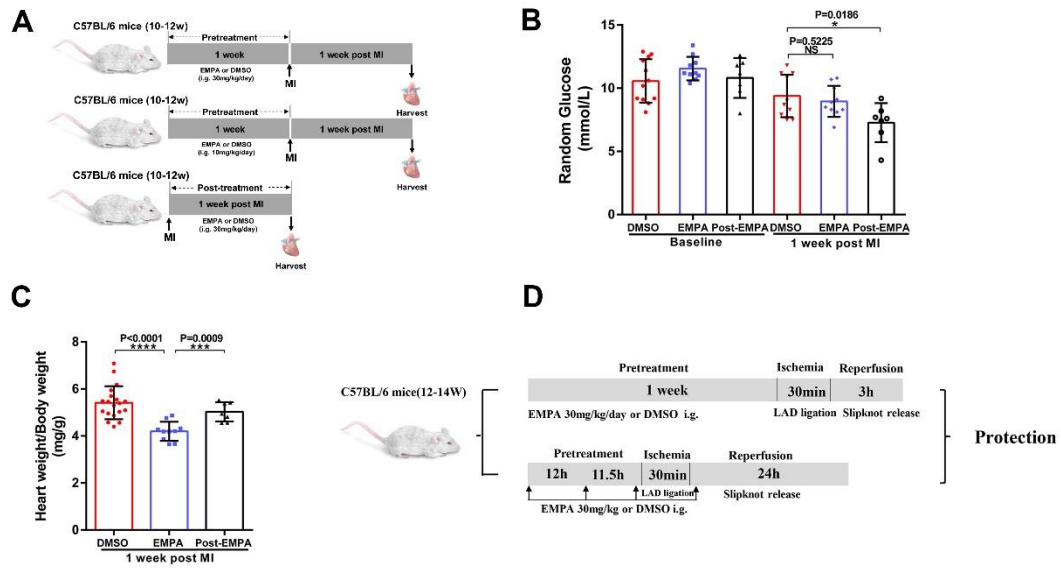 A
C57BL/6 mice (10-12w)
Pretreatment
1 week
1 week post MI
EMPA or DMSO
(i.g. 30mg/kg/day)
MI
Harvest
C57BL/6 mice (10-12w)
Pretreatment
1 week
1 week post MI
EMPA or DMSO
(i.g. 10mg/kg/day)
MI
Harvest
C57BL/6 mice (10-12w)
Post-treatment
1 week post MI
EMPA or DMSO
(i.g. 30mg/kg/day)
MI
Harvest
B
P=0.0186
*
P=0.5225
NS
Random Glucose
(mmol/L)
15
10
5
0
DMSO EMPA Post-EMPA DMSO EMPA Post-EMPA
Baseline 1 week post MI
C
P<0.0001 P=0.0009
**** ***
Heart weight/Body weight
(mg/g)
8
6
4
2
0
DMSO EMPA Post-EMPA
1 week post MI
D
C57BL/6 mice(12-14W)
Pretreatment Ischemia Reperfusion
1 week 30min 3h
EMPA 30mg/kg/day or DMSO i.g. LAD ligation Slipknot release
Pretreatment Ischemia Reperfusion
12h 11.5h 30min 24h
LAD ligation Slipknot release
EMPA 30mg/kg or DMSO i.g.
Protection